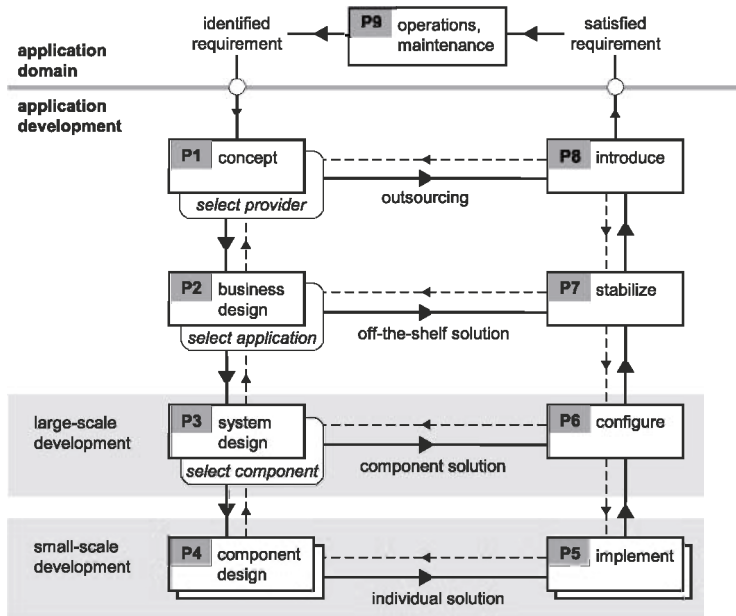 identified
requirement
P9 operations,
maintenance
satisfied
requirement
application
domain
application
development
P1 concept
select provider
outsourcing
P8 introduce
P2 business
design
select application
off-the-shelf solution
P7 stabilize
large-scale
development
P3 system
design
select component
component solution
P6 configure
small-scale
development
P4 component
design
individual solution
P5 implement